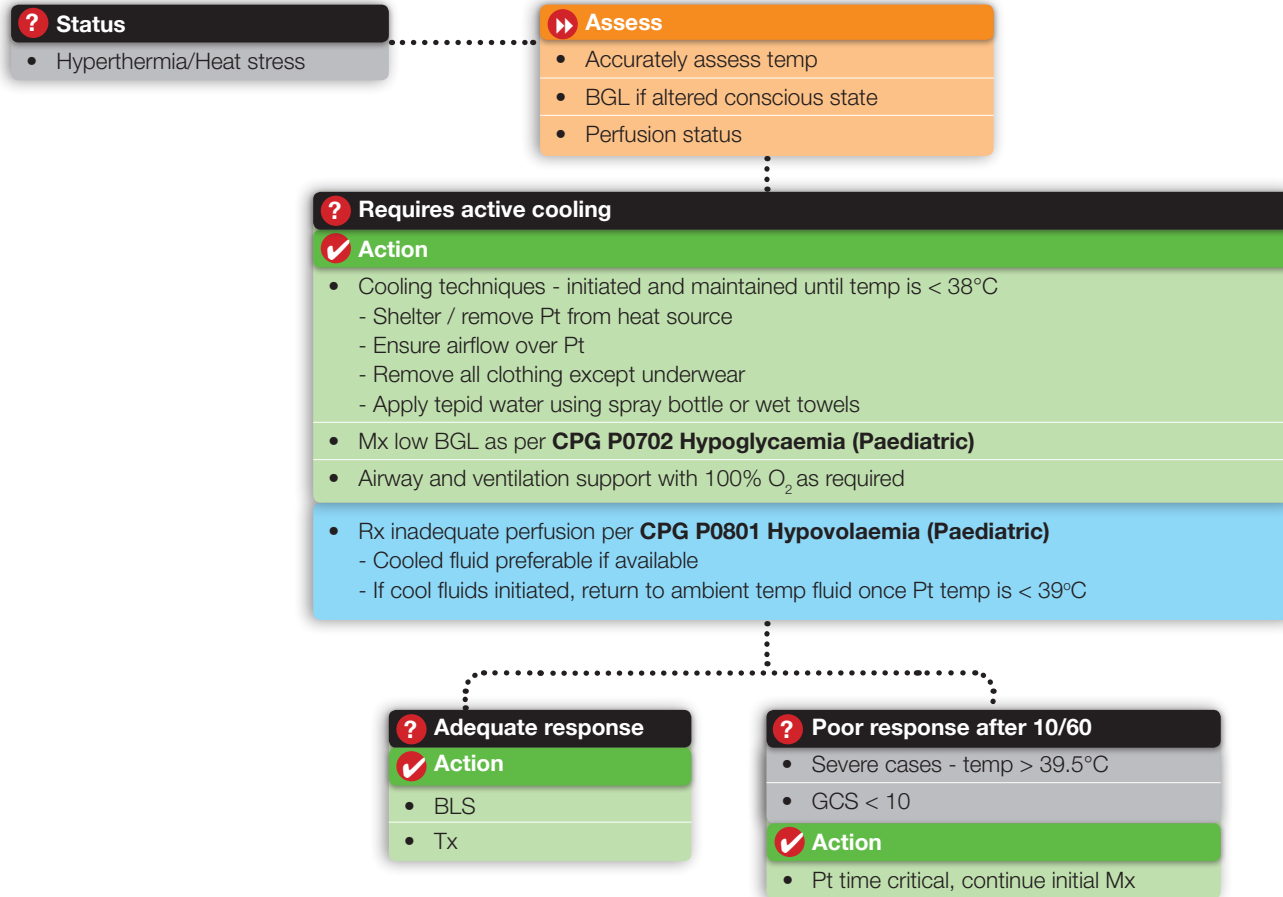 ? Status
• Hyperthermia/Heat stress
Assess
• Accurately assess temp
• BGL if altered conscious state
• Perfusion status
? Requires active cooling
Action
• Cooling techniques - initiated and maintained until temp is < 38°C
- Shelter / remove Pt from heat source
- Ensure airflow over Pt
- Remove all clothing except underwear
- Apply tepid water using spray bottle or wet towels
• Mx low BGL as per CPG P0702 Hypoglycaemia (Paediatric)
• Airway and ventilation support with 100% O₂ as required
• Rx inadequate perfusion per CPG P0801 Hypovolaemia (Paediatric)
- Cooled fluid preferable if available
- If cool fluids initiated, return to ambient temp fluid once Pt temp is < 39°C
? Adequate response
Action
• BLS
• Tx
? Poor response after 10/60
• Severe cases - temp > 39.5°C
• GCS < 10
Action
• Pt time critical, continue initial Mx